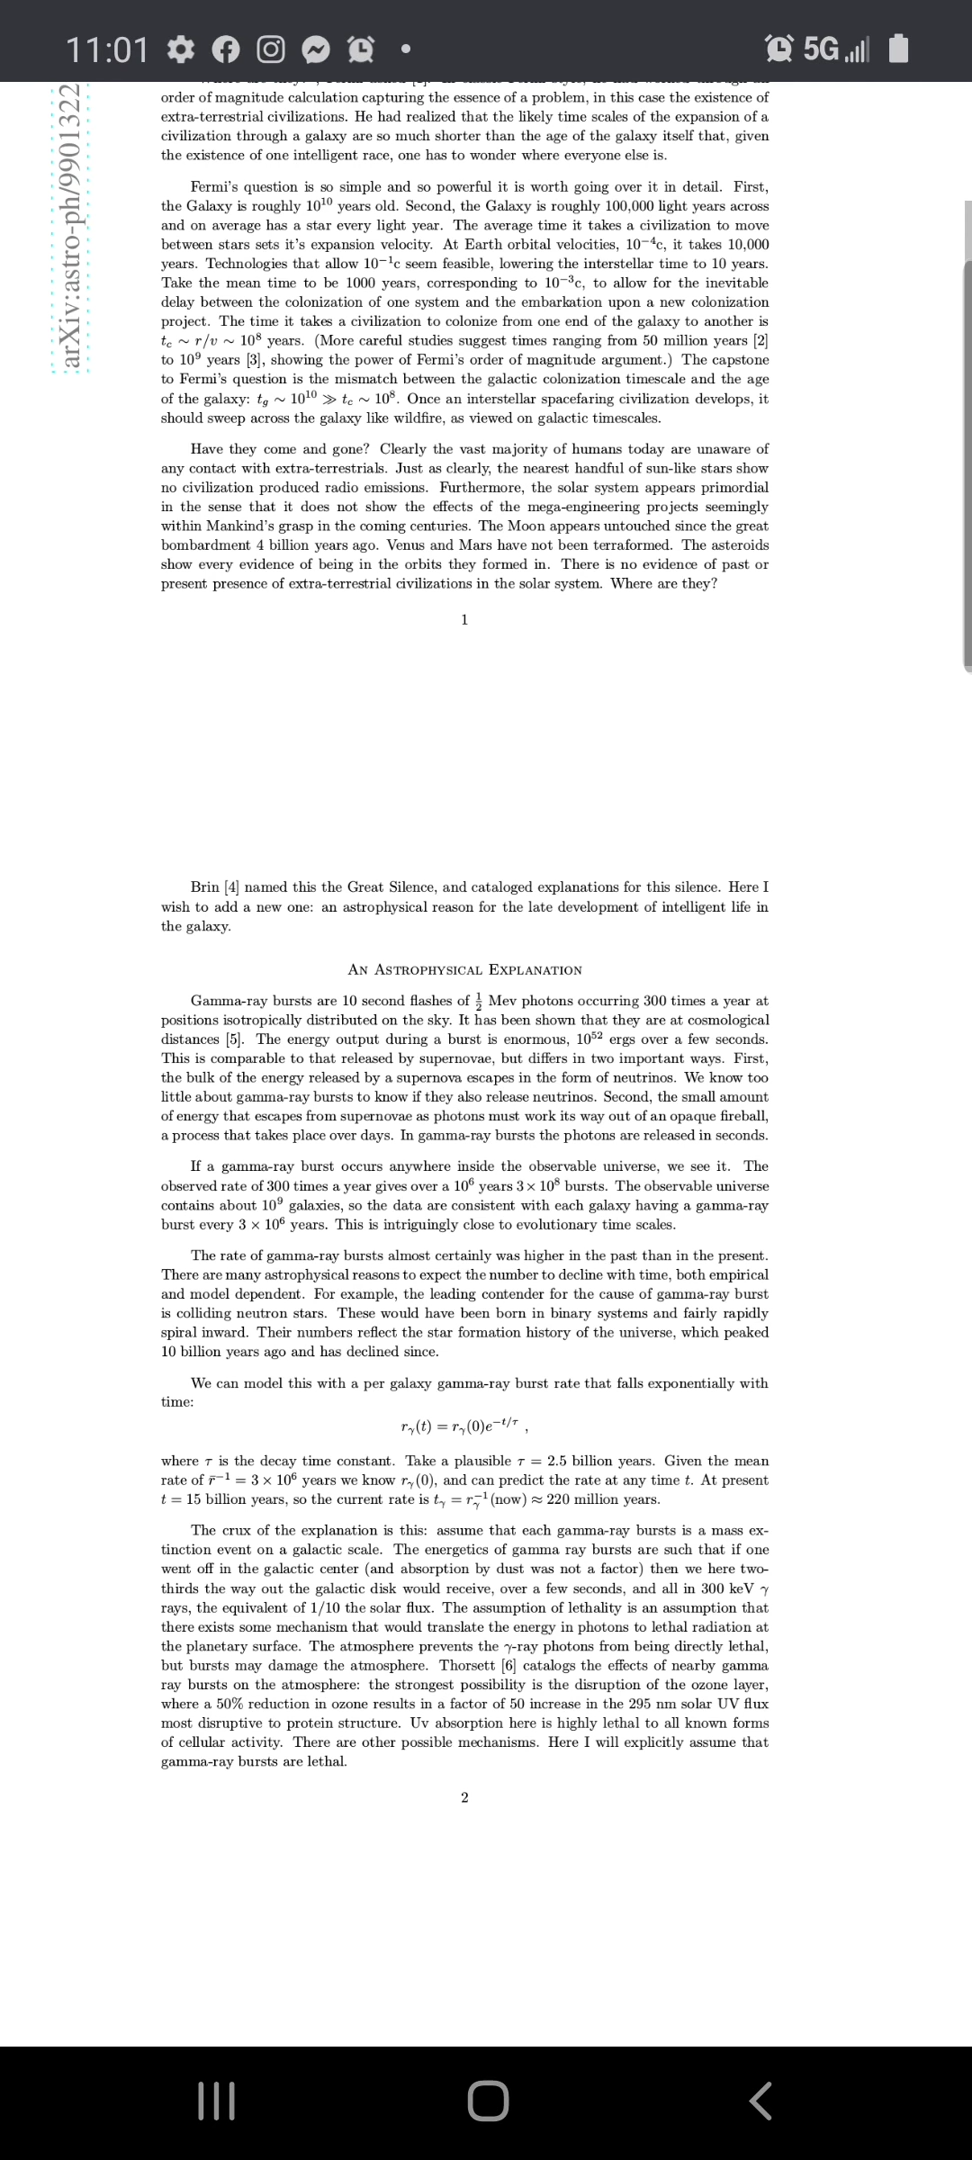 11:01
5G
arXiv:astro-ph/9901322
order of magnitude calculation capturing the essence of a problem, in this case the existence of
extra-terrestrial civilizations. He had realized that the likely time scales of the expansion of a
civilization through a galaxy are so much shorter than the age of the galaxy itself that, given
the existence of one intelligent race, one has to wonder where everyone else is.
Fermi's question is so simple and so powerful it is worth going over it in detail. First,
the Galaxy is roughly 10¹⁰ years old. Second, the Galaxy is roughly 100,000 light years across
and on average has a star every light year. The average time it takes a civilization to move
between stars sets it's expansion velocity. At Earth orbital velocities, 10⁻⁴c, it takes 10,000
years. Technologies that allow 10⁻¹c seem feasible, lowering the interstellar time to 10 years.
Take the mean time to be 1000 years, corresponding to 10⁻³c, to allow for the inevitable
delay between the colonization of one system and the embarkation upon a new colonization
project. The time it takes a civilization to colonize from one end of the galaxy to another is
t_c ∼ r/v ∼ 10⁸ years. (More careful studies suggest times ranging from 50 million years [2]
to 10⁹ years [3], showing the power of Fermi's order of magnitude argument.) The capstone
to Fermi's question is the mismatch between the galactic colonization timescale and the age
of the galaxy: t_g ∼ 10¹⁰ ≫ t_c ∼ 10⁸. Once an interstellar spacefaring civilization develops, it
should sweep across the galaxy like wildfire, as viewed on galactic timescales.
Have they come and gone? Clearly the vast majority of humans today are unaware of
any contact with extra-terrestrials. Just as clearly, the nearest handful of sun-like stars show
no civilization produced radio emissions. Furthermore, the solar system appears primordial
in the sense that it does not show the effects of the mega-engineering projects seemingly
within Mankind's grasp in the coming centuries. The Moon appears untouched since the great
bombardment 4 billion years ago. Venus and Mars have not been terraformed. The asteroids
show every evidence of being in the orbits they formed in. There is no evidence of past or
present presence of extra-terrestrial civilizations in the solar system. Where are they?
1
Brin [4] named this the Great Silence, and cataloged explanations for this silence. Here I
wish to add a new one: an astrophysical reason for the late development of intelligent life in
the galaxy.
An Astrophysical Explanation
Gamma-ray bursts are 10 second flashes of ½ Mev photons occurring 300 times a year at
positions isotropically distributed on the sky. It has been shown that they are at cosmological
distances [5]. The energy output during a burst is enormous, 10⁵² ergs over a few seconds.
This is comparable to that released by supernovae, but differs in two important ways. First,
the bulk of the energy released by a supernova escapes in the form of neutrinos. We know too
little about gamma-ray bursts to know if they also release neutrinos. Second, the small amount
of energy that escapes from supernovae as photons must work its way out of an opaque fireball,
a process that takes place over days. In gamma-ray bursts the photons are released in seconds.
If a gamma-ray burst occurs anywhere inside the observable universe, we see it. The
observed rate of 300 times a year gives over a 10⁶ years 3 × 10⁸ bursts. The observable universe
contains about 10⁹ galaxies, so the data are consistent with each galaxy having a gamma-ray
burst every 3 × 10⁶ years. This is intriguingly close to evolutionary time scales.
The rate of gamma-ray bursts almost certainly was higher in the past than in the present.
There are many astrophysical reasons to expect the number to decline with time, both empirical
and model dependent. For example, the leading contender for the cause of gamma-ray burst
is colliding neutron stars. These would have been born in binary systems and fairly rapidly
spiral inward. Their numbers reflect the star formation history of the universe, which peaked
10 billion years ago and has declined since.
We can model this with a per galaxy gamma-ray burst rate that falls exponentially with
time:
r_γ(t) = r_γ(0)e^{−t/τ} ,
where τ is the decay time constant. Take a plausible τ = 2.5 billion years. Given the mean
rate of r̄⁻¹ = 3 × 10⁶ years we know r_γ(0), and can predict the rate at any time t. At present
t = 15 billion years, so the current rate is t_γ = r_γ⁻¹(now) ≈ 220 million years.
The crux of the explanation is this: assume that each gamma-ray bursts is a mass ex-
tinction event on a galactic scale. The energetics of gamma ray bursts are such that if one
went off in the galactic center (and absorption by dust was not a factor) then we here two-
thirds the way out the galactic disk would receive, over a few seconds, and all in 300 keV γ
rays, the equivalent of 1/10 the solar flux. The assumption of lethality is an assumption that
there exists some mechanism that would translate the energy in photons to lethal radiation at
the planetary surface. The atmosphere prevents the γ-ray photons from being directly lethal,
but bursts may damage the atmosphere. Thorsett [6] catalogs the effects of nearby gamma
ray bursts on the atmosphere: the strongest possibility is the disruption of the ozone layer,
where a 50% reduction in ozone results in a factor of 50 increase in the 295 nm solar UV flux
most disruptive to protein structure. Uv absorption here is highly lethal to all known forms
of cellular activity. There are other possible mechanisms. Here I will explicitly assume that
gamma-ray bursts are lethal.
2